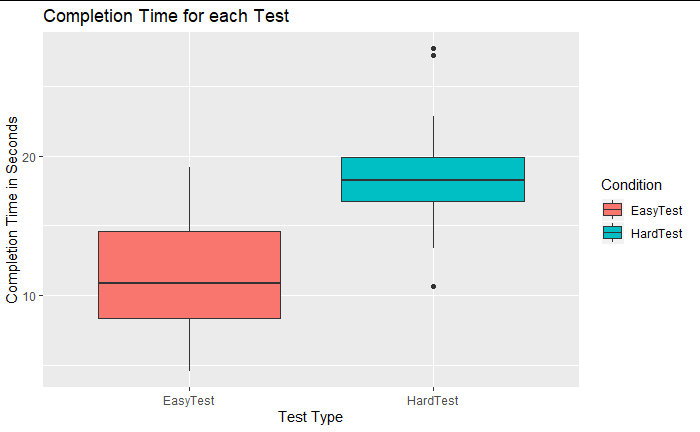 Completion Time for each Test
Completion Time in Seconds
20
10
EasyTest
HardTest
Test Type
Condition
EasyTest
HardTest